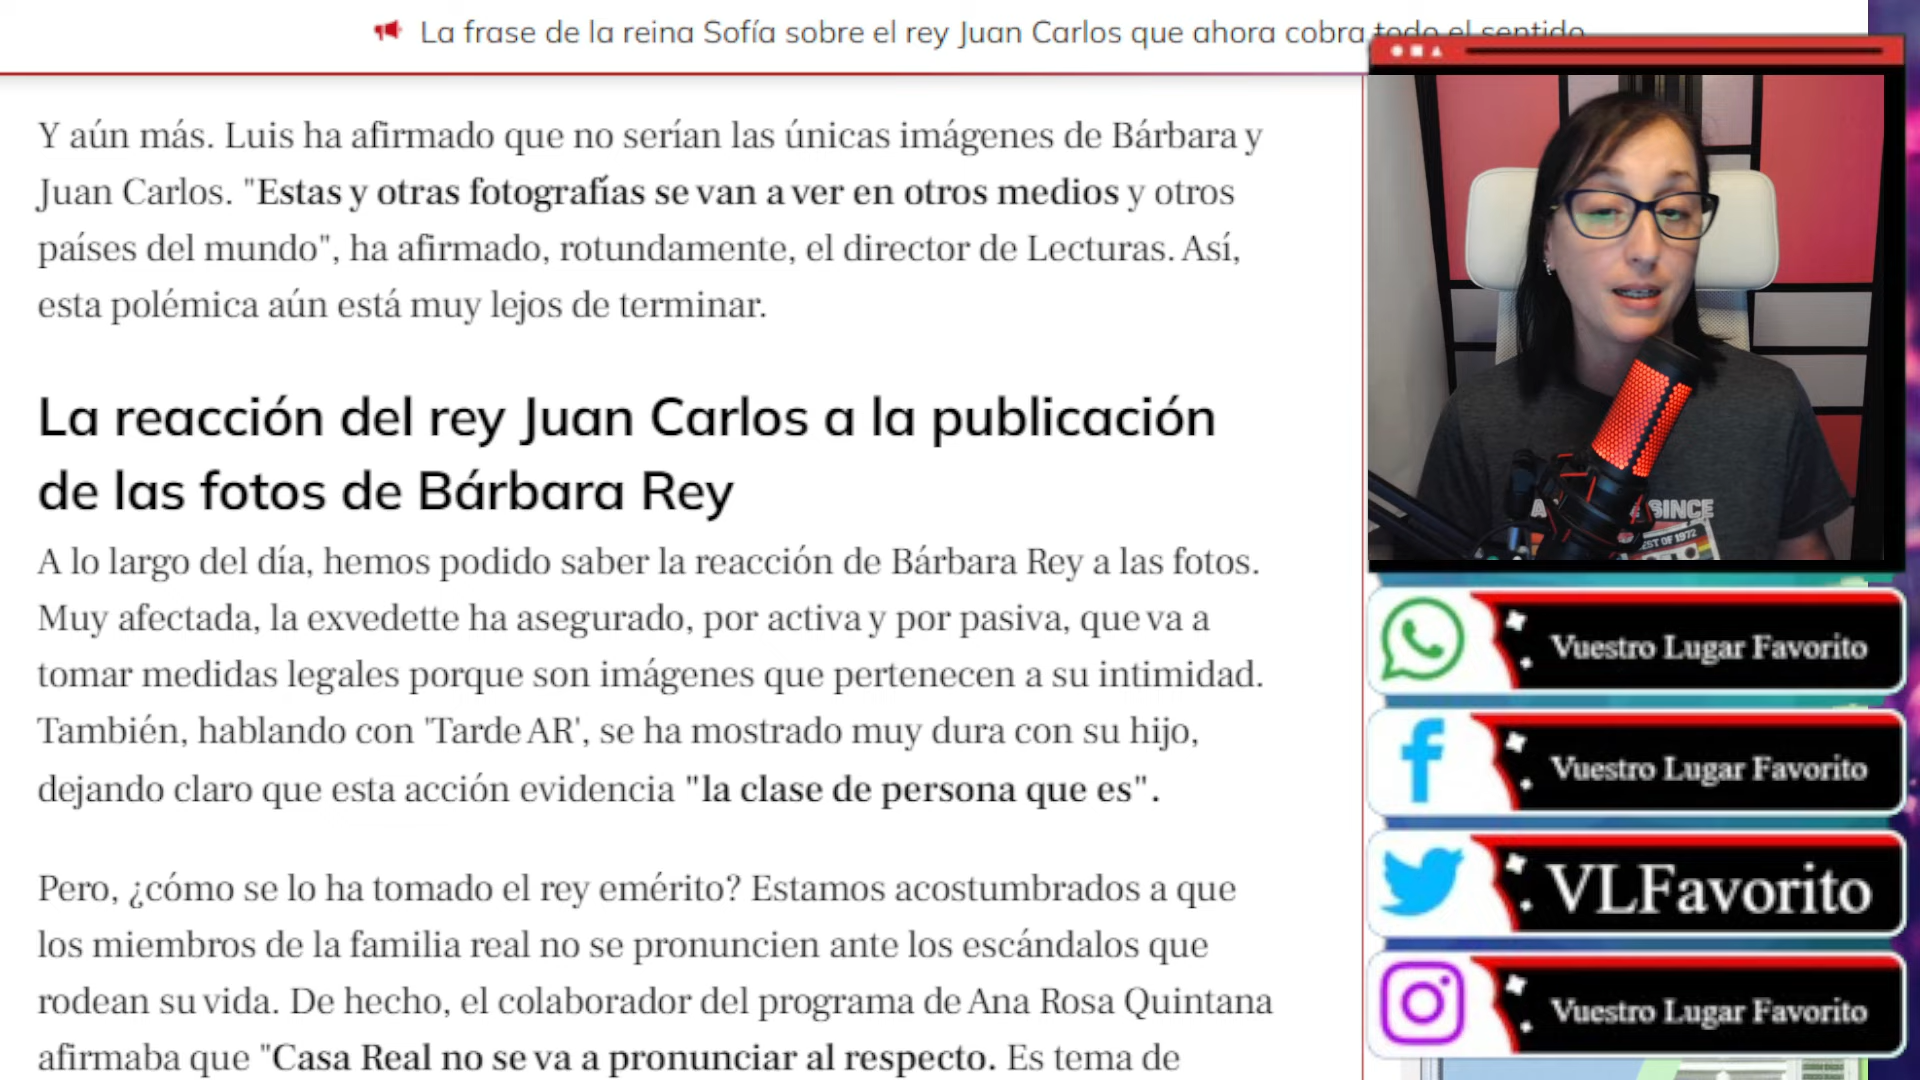 La frase de la reina Sofía sobre el rey Juan Carlos que ahora cobra todo el sentido
Y aún más. Luis ha afirmado que no serían las únicas imágenes de Bárbara y
Juan Carlos. "Estas y otras fotografías se van a ver en otros medios y otros
países del mundo", ha afirmado, rotundamente, el director de Lecturas. Así,
esta polémica aún está muy lejos de terminar.
La reacción del rey Juan Carlos a la publicación
de las fotos de Bárbara Rey
A lo largo del día, hemos podido saber la reacción de Bárbara Rey a las fotos.
Muy afectada, la exvedette ha asegurado, por activa y por pasiva, que va a
tomar medidas legales porque son imágenes que pertenecen a su intimidad.
También, hablando con 'Tarde AR', se ha mostrado muy dura con su hijo,
dejando claro que esta acción evidencia "la clase de persona que es".
Pero, ¿cómo se lo ha tomado el rey emérito? Estamos acostumbrados a que
los miembros de la familia real no se pronuncien ante los escándalos que
rodean su vida. De hecho, el colaborador del programa de Ana Rosa Quintana
afirmaba que "Casa Real no se va a pronunciar al respecto. Es tema de
SINCE
EST OF 1972
Vuestro Lugar Favorito
Vuestro Lugar Favorito
VLFavorito
Vuestro Lugar Favorito